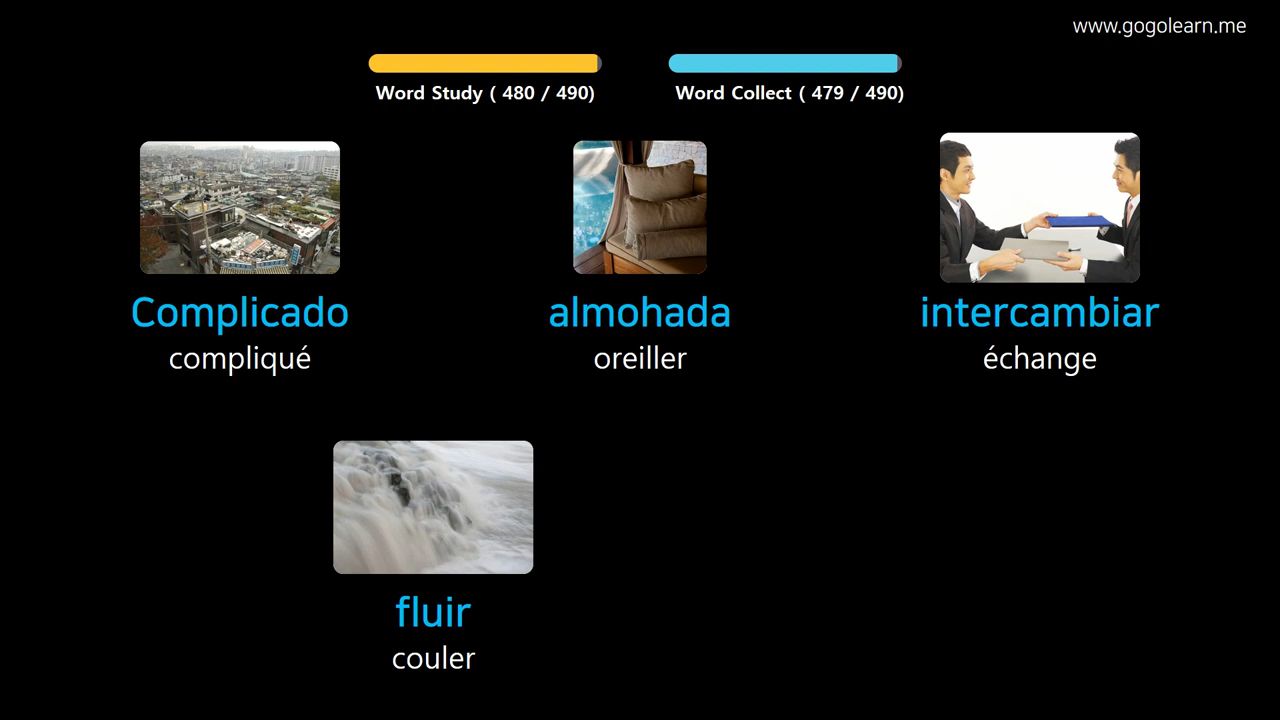 www.gogolearn.me
Word Study ( 480 / 490)
Word Collect ( 479 / 490)
Complicado
compliqué
almohada
oreiller
intercambiar
échange
fluir
couler